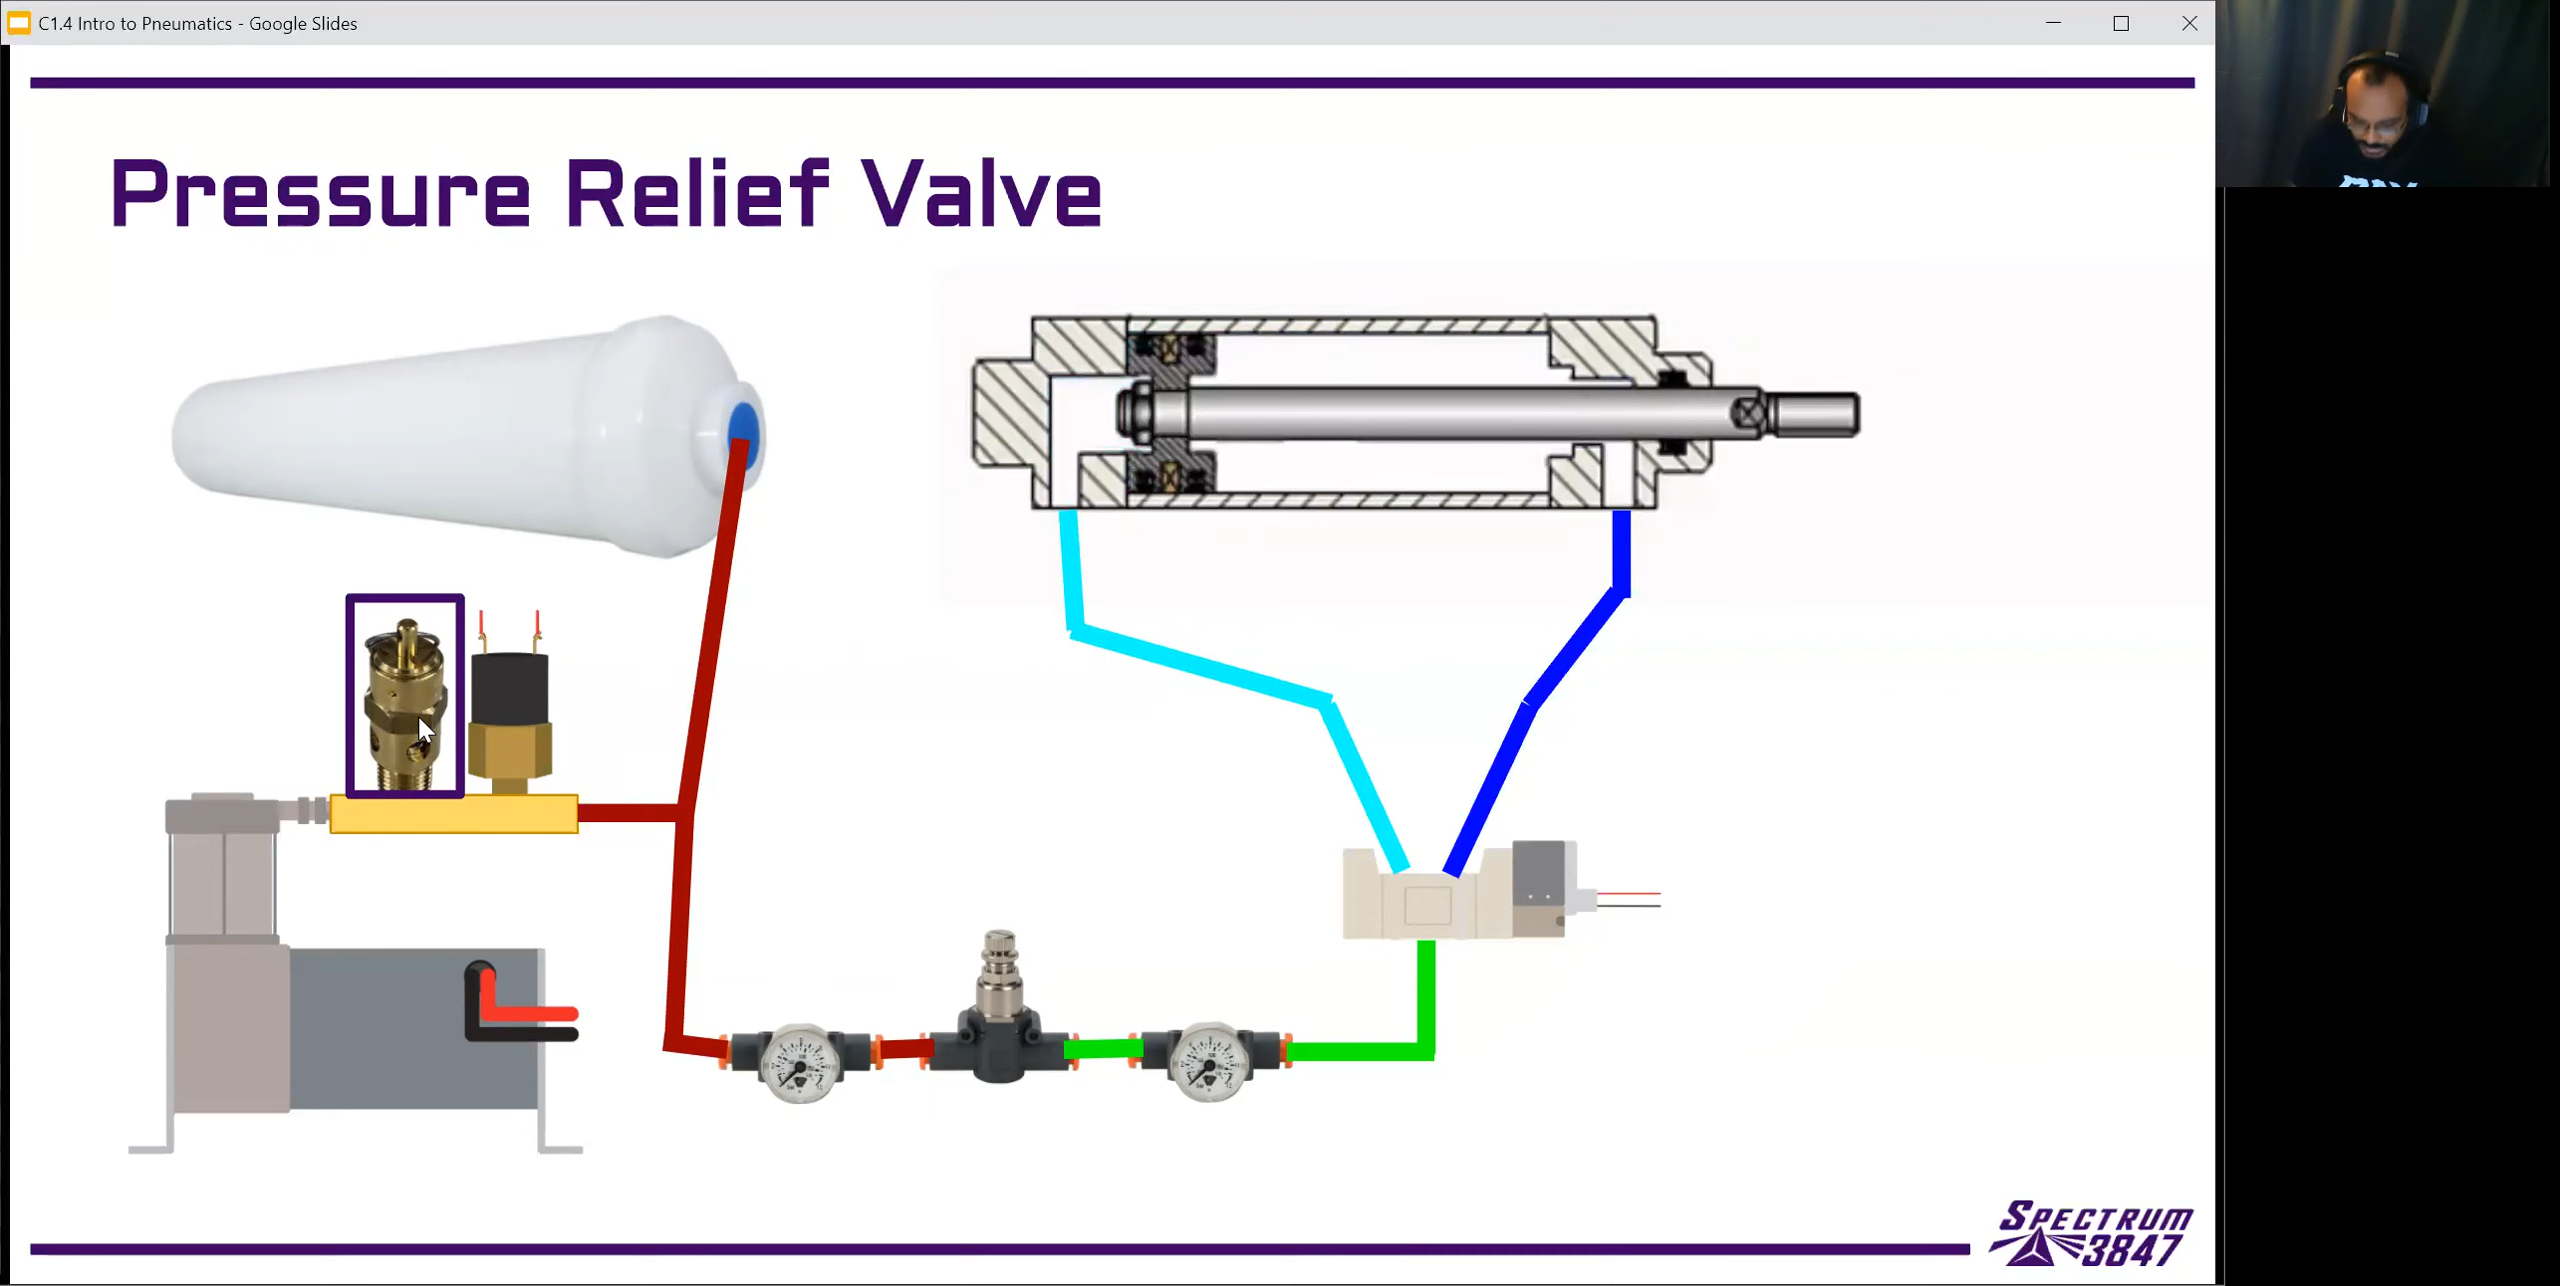 C1.4 Intro to Pneumatics - Google Slides
Pressure Relief Valve
SPECTRUM
3847